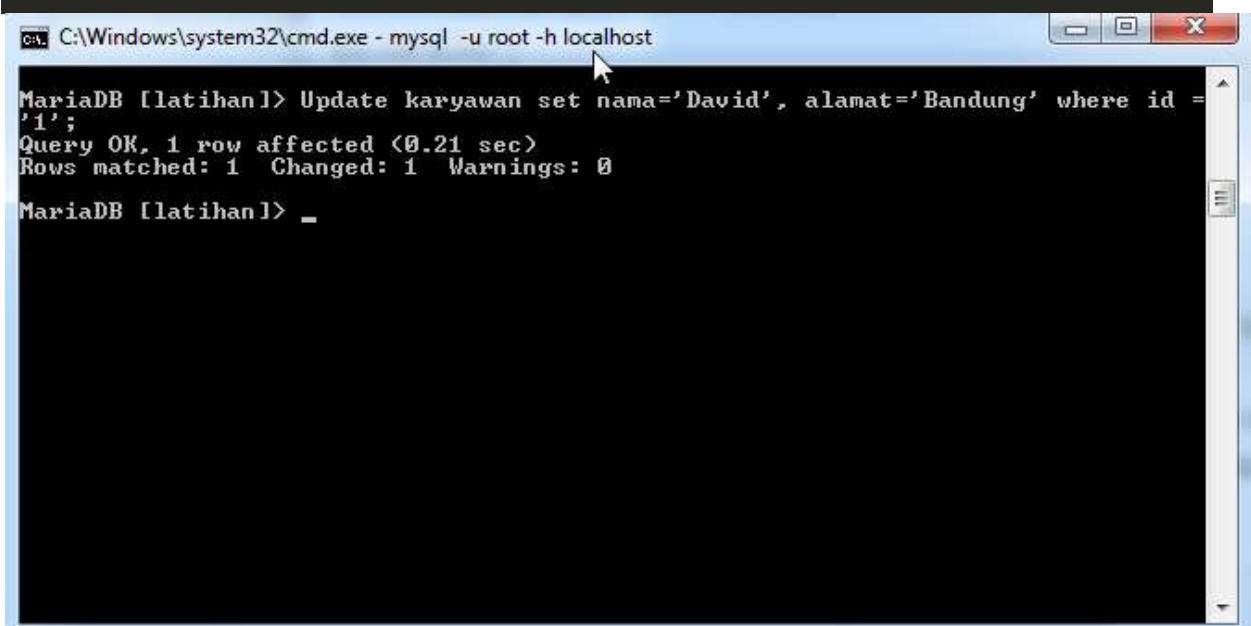 C:\Windows\system32\cmd.exe - mysql -u root -h localhost
MariaDB [latihan]> Update karyawan set nama='David', alamat='Bandung' where id =
'1';
Query OK, 1 row affected (0.21 sec)
Rows matched: 1  Changed: 1  Warnings: 0
MariaDB [latihan]> _